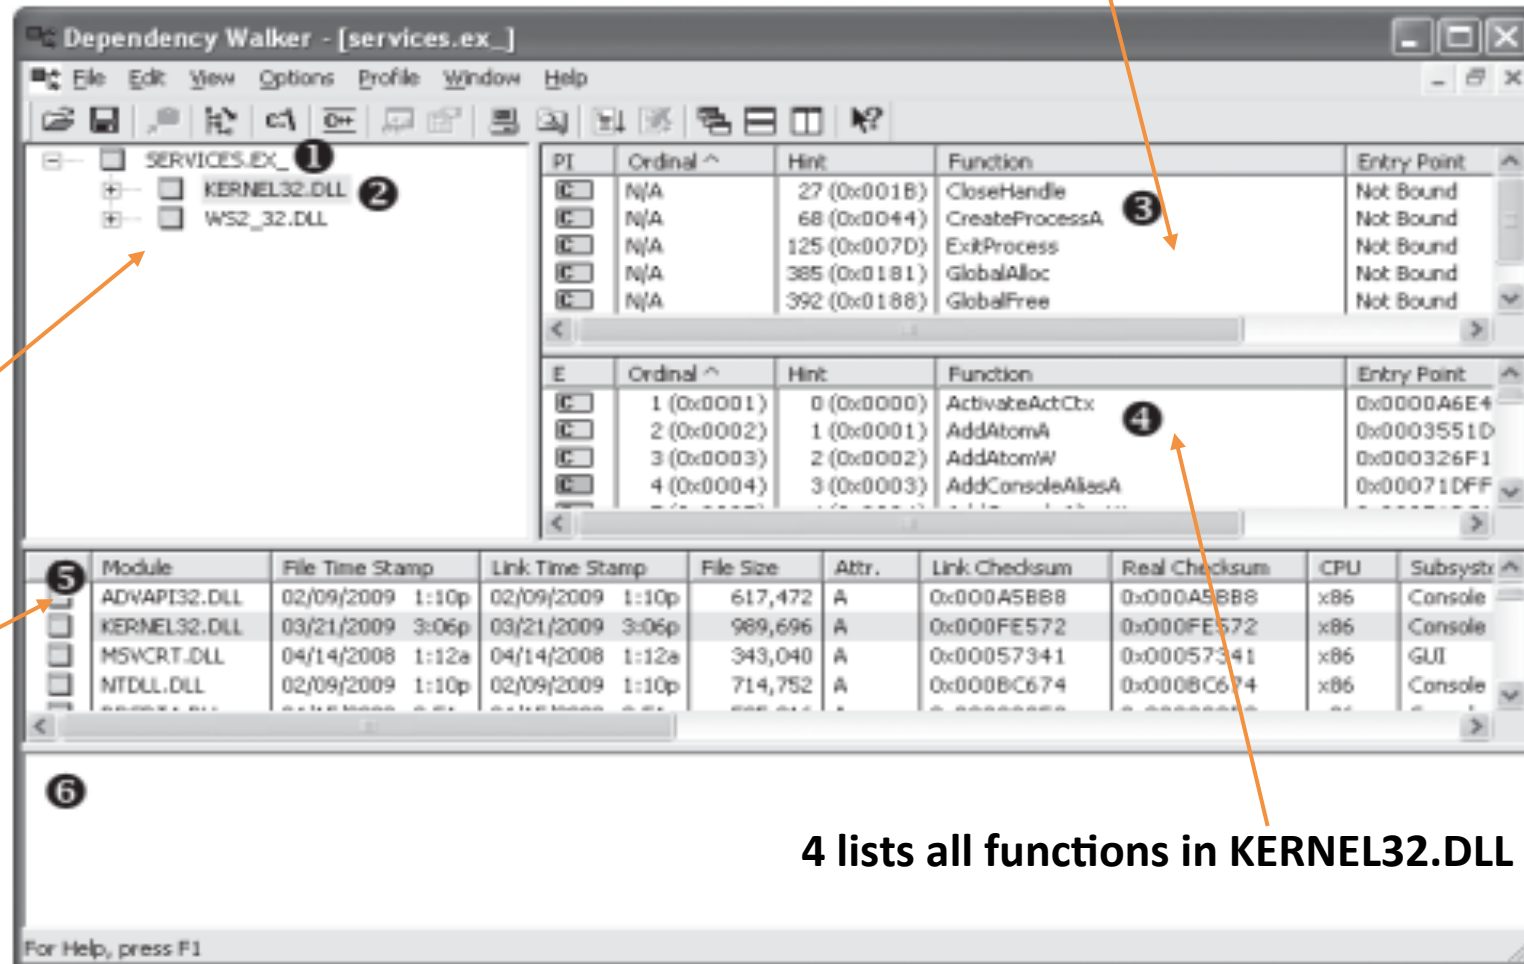 Dependency Walker - [services.ex_]
File Edit View Options Profile Window Help
SERVICES.EX_ ❶
KERNEL32.DLL ❷
WS2_32.DLL
PI Ordinal ^ Hint Function Entry Point
N/A 27 (0x001B) CloseHandle Not Bound
N/A 68 (0x0044) CreateProcessA ❸ Not Bound
N/A 125 (0x007D) ExitProcess Not Bound
N/A 385 (0x0181) GlobalAlloc Not Bound
N/A 392 (0x0188) GlobalFree Not Bound
E Ordinal ^ Hint Function Entry Point
1 (0x0001) 0 (0x0000) ActivateActCtx 0x0000A6E4
2 (0x0002) 1 (0x0001) AddAtomA ❹ 0x0003551D
3 (0x0003) 2 (0x0002) AddAtomW 0x000326F1
4 (0x0004) 3 (0x0003) AddConsoleAliasA 0x00071DFF
❺ Module File Time Stamp Link Time Stamp File Size Attr. Link Checksum Real Checksum CPU Subsyste
ADVAPI32.DLL 02/09/2009 1:10p 02/09/2009 1:10p 617,472 A 0x000A5BB8 0x000A5BB8 x86 Console
KERNEL32.DLL 03/21/2009 3:06p 03/21/2009 3:06p 989,696 A 0x000FE572 0x000FE572 x86 Console
MSVCRT.DLL 04/14/2008 1:12a 04/14/2008 1:12a 343,040 A 0x00057341 0x00057341 x86 GUI
NTDLL.DLL 02/09/2009 1:10p 02/09/2009 1:10p 714,752 A 0x000BC674 0x000BC674 x86 Console
❻
4 lists all functions in KERNEL32.DLL
For Help, press F1